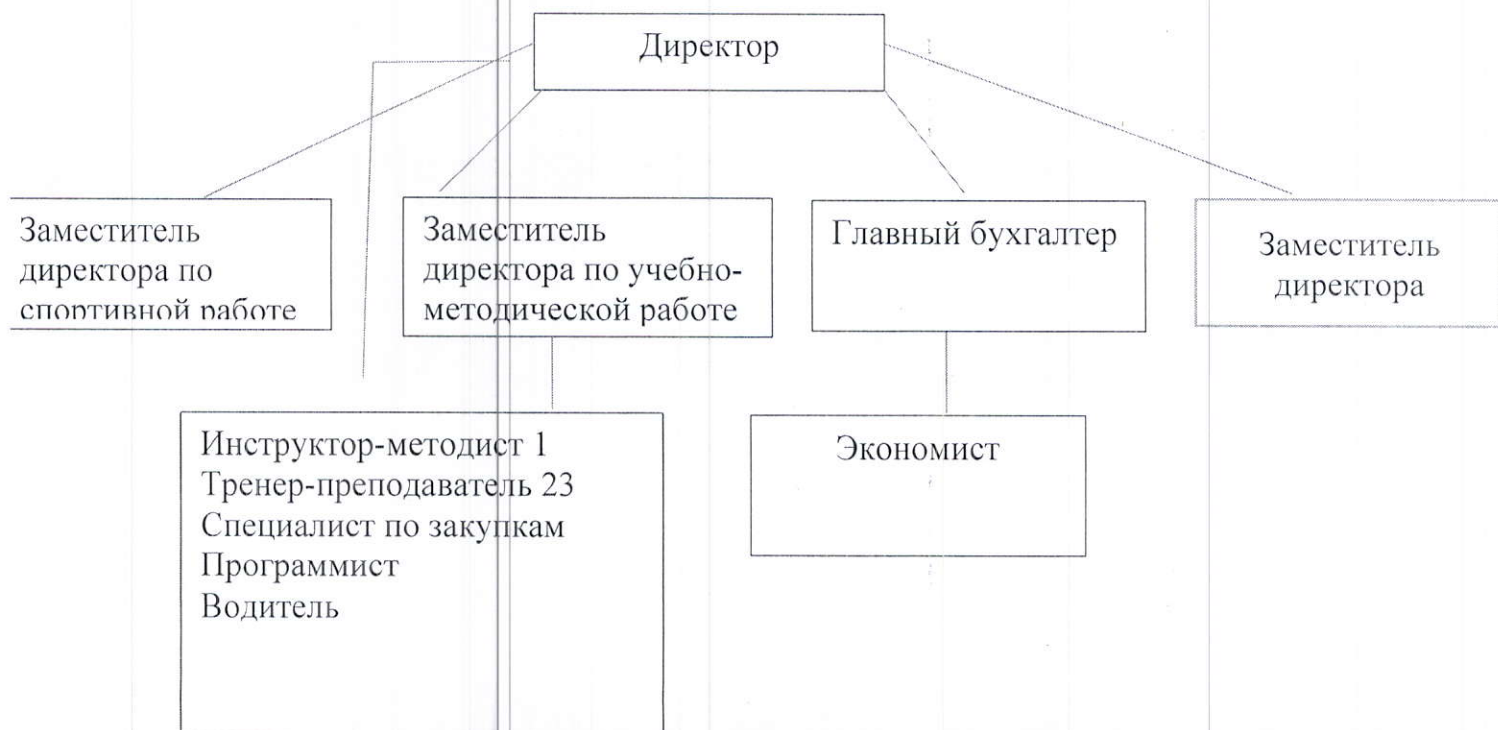 Директор
Заместитель
директора по
спортивной работе
Заместитель
директора по учебно-
методической работе
Главный бухгалтер
Заместитель
директора
Инструктор-методист 1
Тренер-преподаватель 23
Специалист по закупкам
Программист
Водитель
Экономист